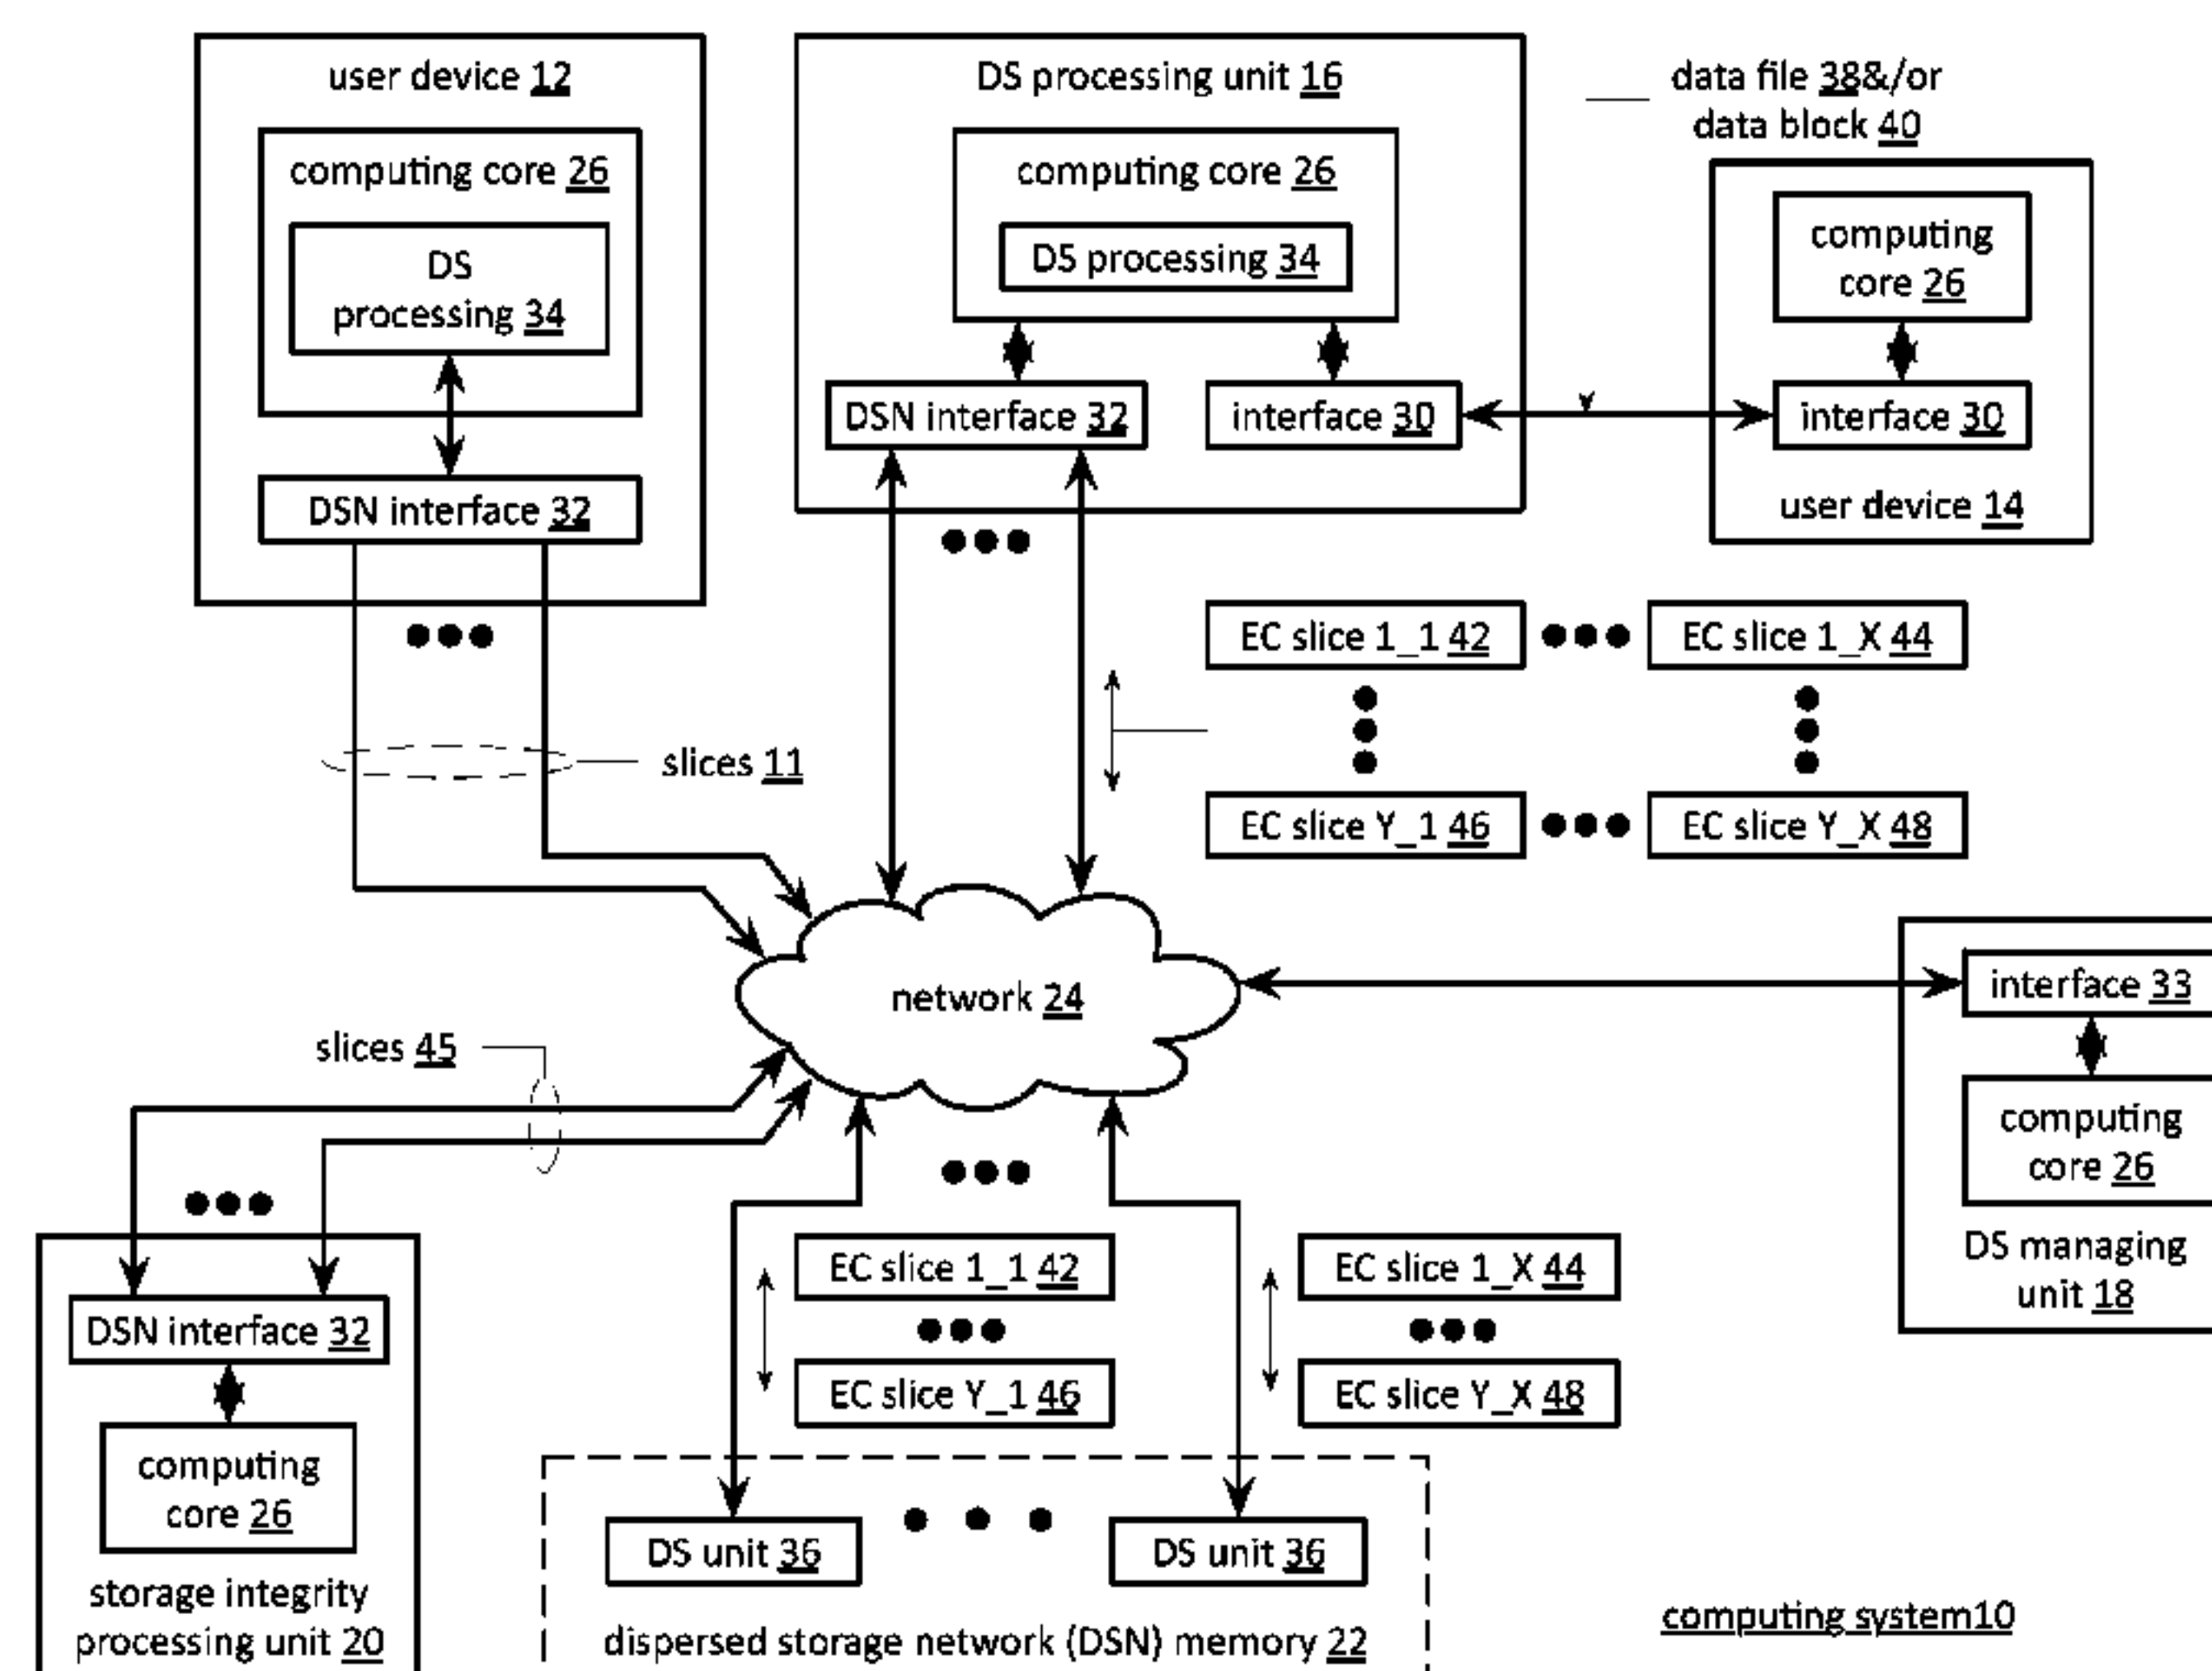 user device 12
computing core 26
DS
processing 34
DSN interface 32
DS processing unit 16
computing core 26
DS processing 34
DSN interface 32
interface 30
data file 38&/or
data block 40
computing
core 26
interface 30
user device 14
slices 11
EC slice 1_1 42
EC slice 1_X 44
EC slice Y_1 46
EC slice Y_X 48
network 24
interface 33
computing
core 26
DS managing
unit 18
slices 45
DSN interface 32
computing
core 26
storage integrity
processing unit 20
EC slice 1_1 42
EC slice Y_1 46
EC slice 1_X 44
EC slice Y_X 48
DS unit 36
DS unit 36
dispersed storage network (DSN) memory 22
computing system10